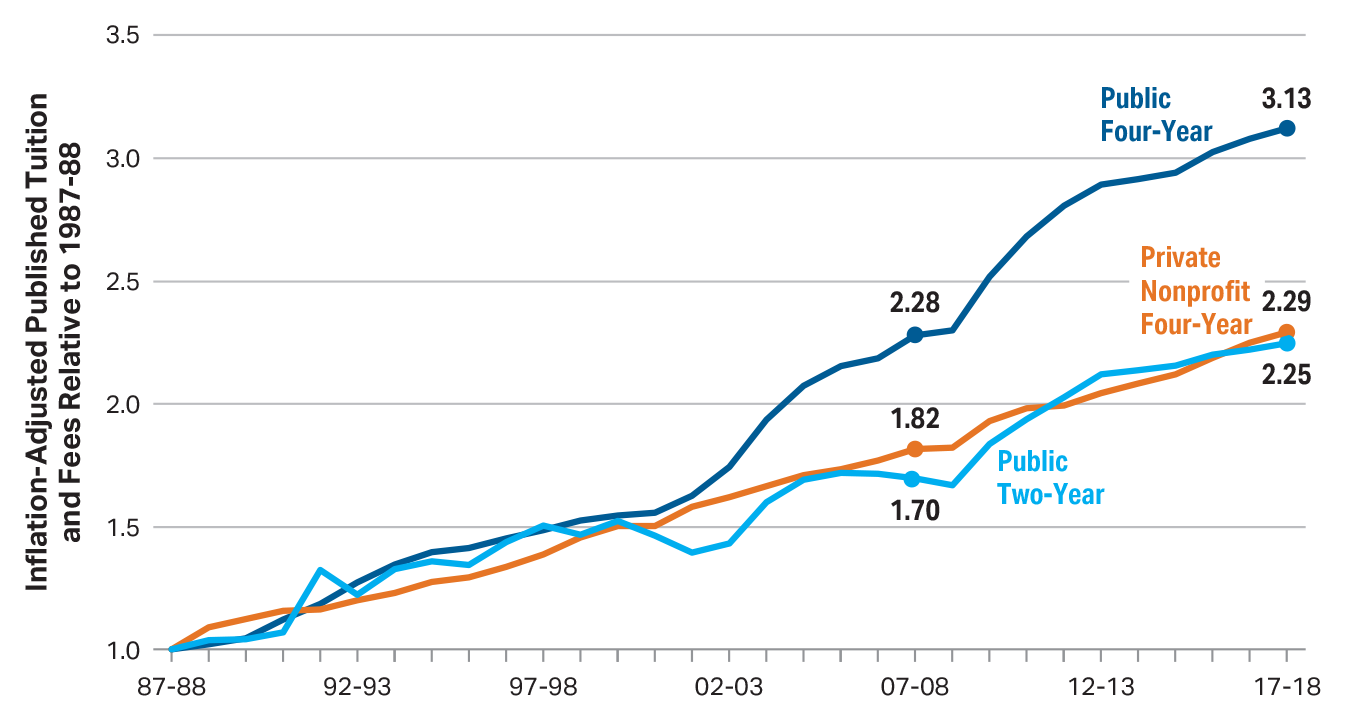 Inflation-Adjusted Published Tuition
and Fees Relative to 1987-88
3.5
3.0
2.5
2.0
1.5
1.0
Public
Four-Year
3.13
Private
Nonprofit
Four-Year
2.29
2.28
2.25
1.82
Public
Two-Year
1.70
87-88
92-93
97-98
02-03
07-08
12-13
17-18